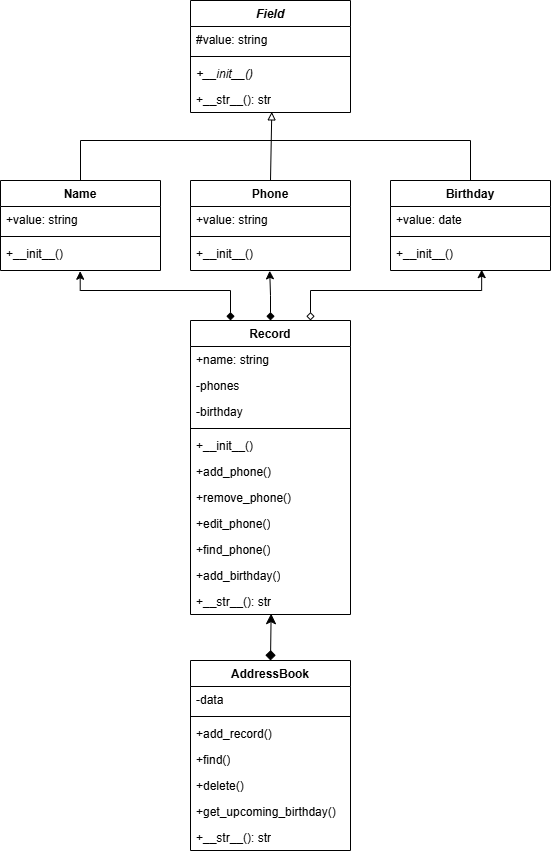 Field
#value: string
+__init__()
+__str__(): str
Name
+value: string
+__init__()
Phone
+value: string
+__init__()
Birthday
+value: date
+__init__()
Record
+name: string
-phones
-birthday
+__init__()
+add_phone()
+remove_phone()
+edit_phone()
+find_phone()
+add_birthday()
+__str__(): str
AddressBook
-data
+add_record()
+find()
+delete()
+get_upcoming_birthday()
+__str__(): str